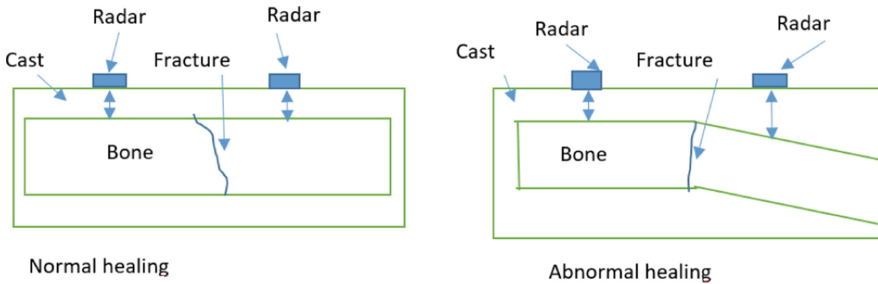 Radar
Radar
Cast
Fracture
Bone
Normal healing
Radar
Radar
Cast
Fracture
Bone
Abnormal healing